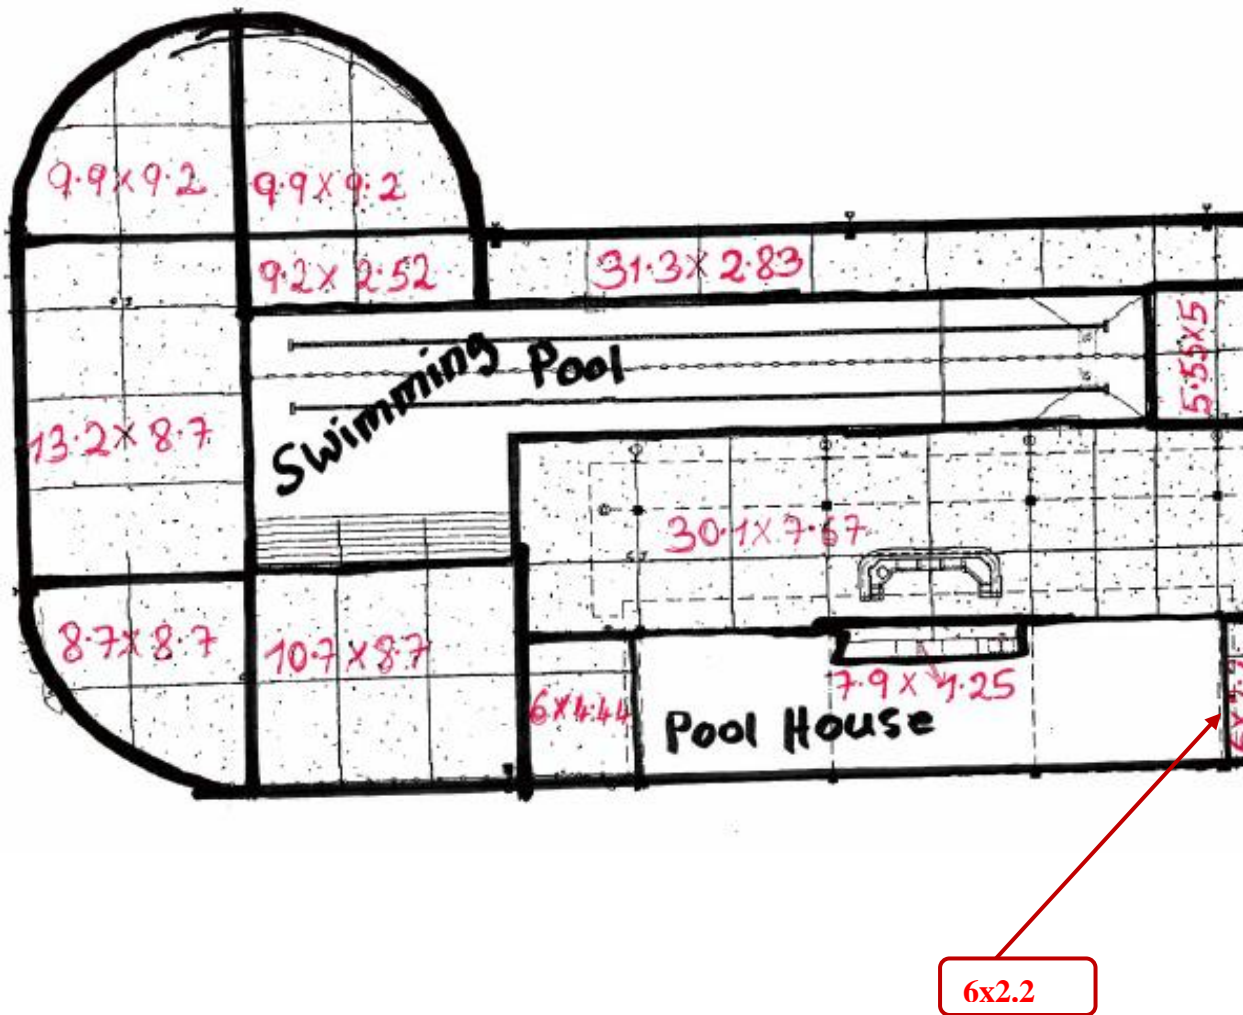 9.9x9.2
9.9x9.2
9.2x2.52
31.3x2.83
5.55x5
Swimming Pool
13.2x8.7
30.1x7.67
8.7x8.7
10.7x8.7
6x4.44
7.9x1.25
Pool House
6x2.2